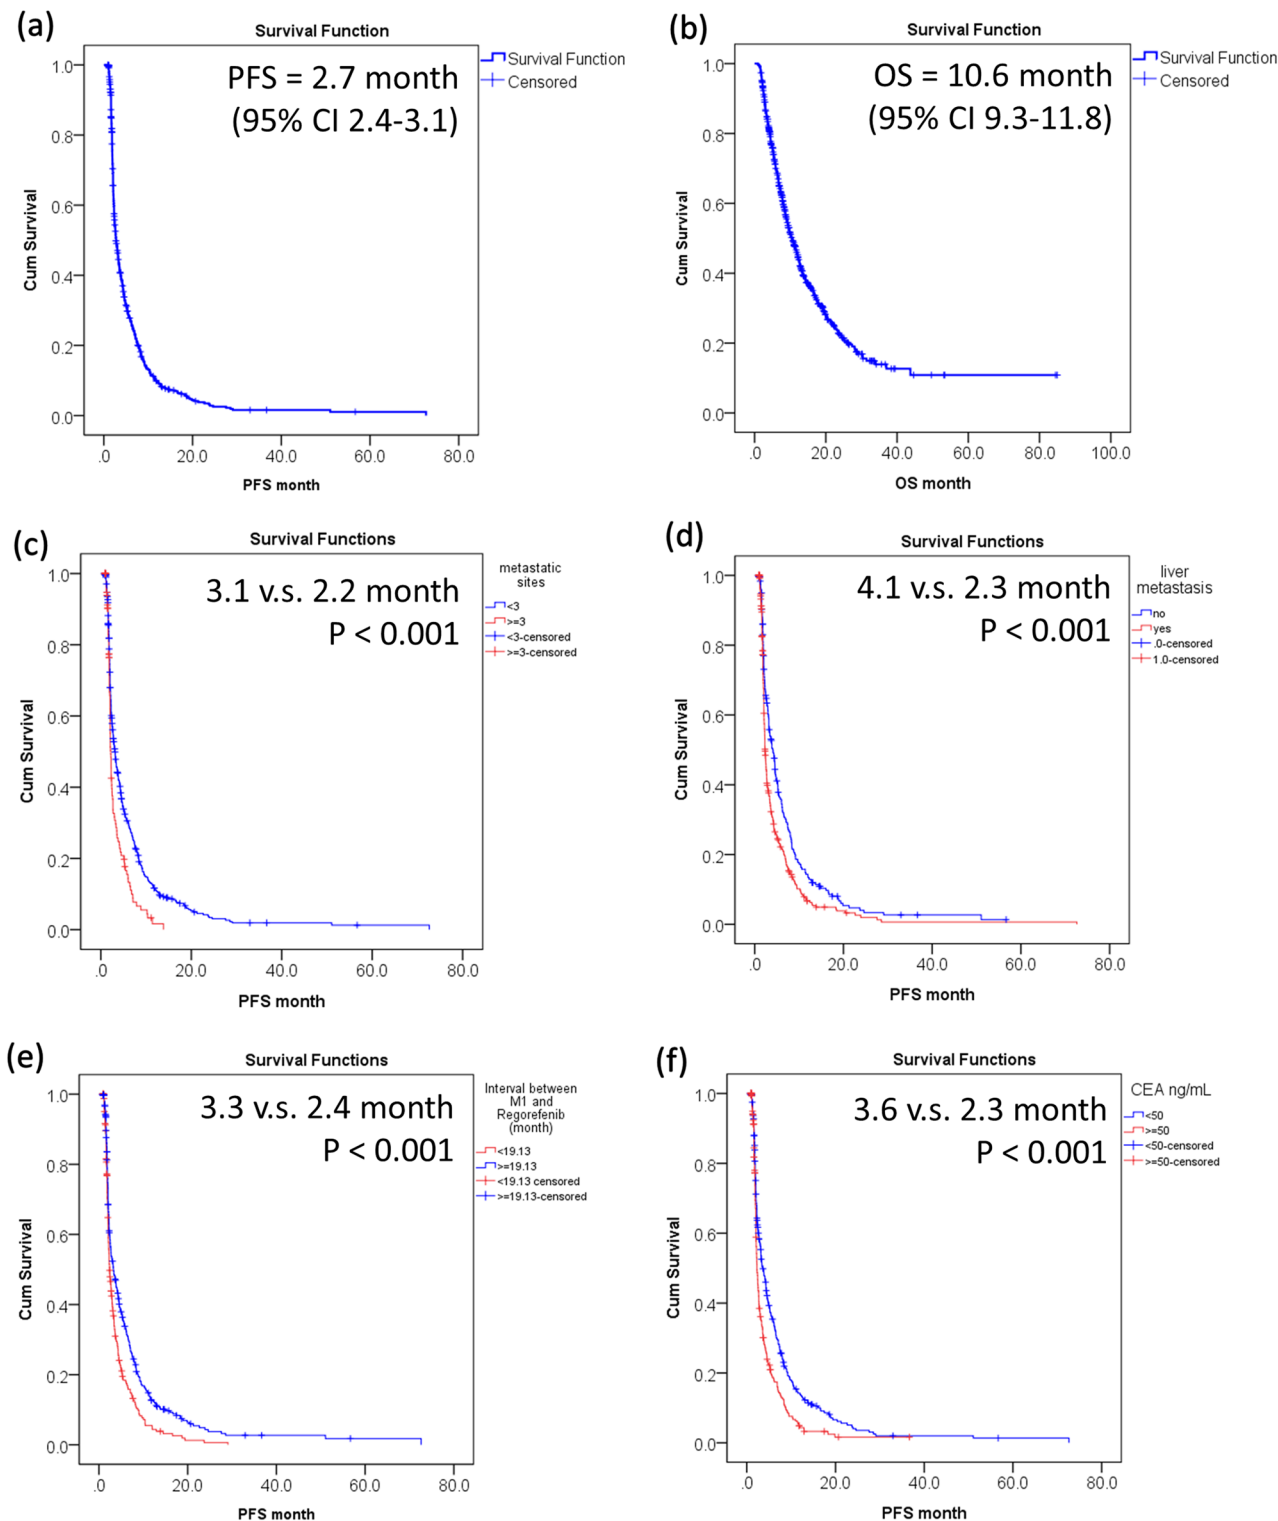 (a)
Survival Function
PFS = 2.7 month
(95% CI 2.4-3.1)
Survival Function
Censored
1.0
0.8
0.6
0.4
0.2
0.0
Cum Survival
.0 20.0 40.0 60.0 80.0
PFS month
(b)
Survival Function
OS = 10.6 month
(95% CI 9.3-11.8)
Survival Function
Censored
1.0
0.8
0.6
0.4
0.2
0.0
Cum Survival
.0 20.0 40.0 60.0 80.0 100.0
OS month
(c)
Survival Functions
3.1 v.s. 2.2 month
P < 0.001
metastatic
sites
<3
>=3
<3-censored
>=3-censored
1.0
0.8
0.6
0.4
0.2
0.0
Cum Survival
.0 20.0 40.0 60.0 80.0
PFS month
(d)
Survival Functions
4.1 v.s. 2.3 month
P < 0.001
liver
metastasis
no
yes
.0-censored
1.0-censored
1.0
0.8
0.6
0.4
0.2
0.0
Cum Survival
.0 20.0 40.0 60.0 80.0
PFS month
(e)
Survival Functions
3.3 v.s. 2.4 month
P < 0.001
Interval between
M1 and
Regorefenib
(month)
<19.13
>=19.13
<19.13 censored
>=19.13-censored
1.0
0.8
0.6
0.4
0.2
0.0
Cum Survival
.0 20.0 40.0 60.0 80.0
PFS month
(f)
Survival Functions
3.6 v.s. 2.3 month
P < 0.001
CEA ng/mL
<50
>=50
<50-censored
>=50-censored
1.0
0.8
0.6
0.4
0.2
0.0
Cum Survival
.0 20.0 40.0 60.0 80.0
PFS month